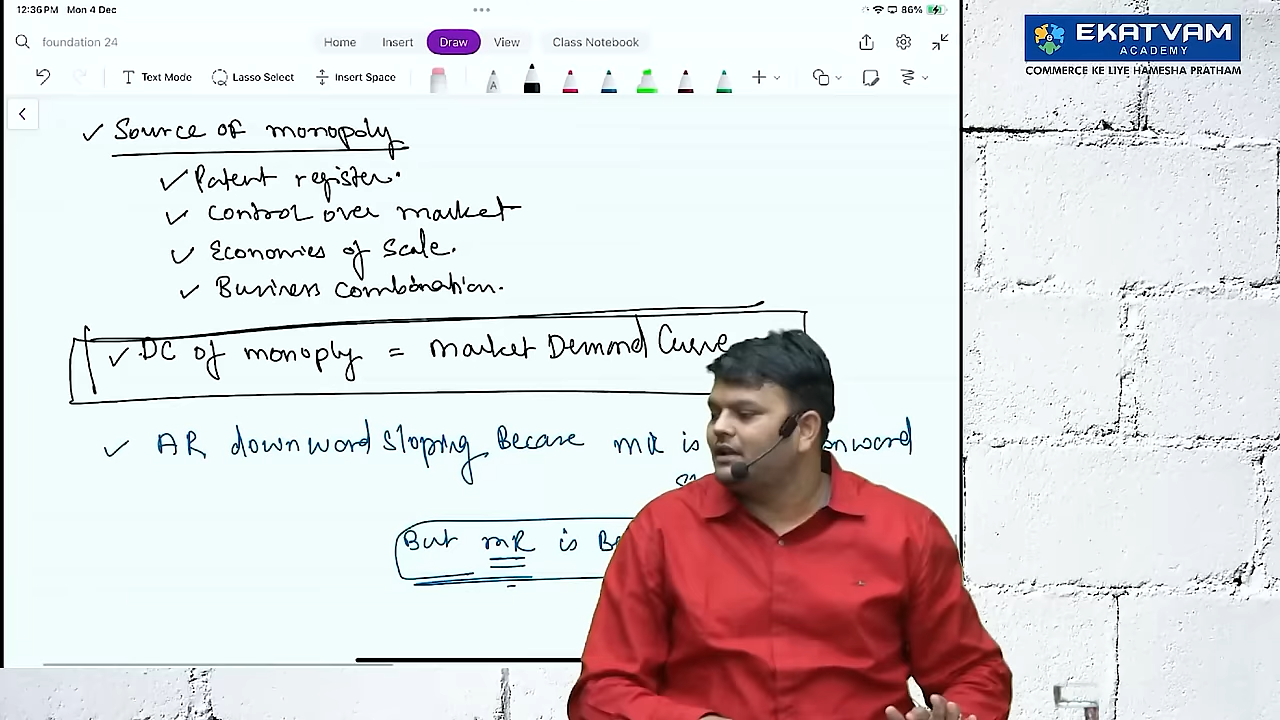 12:36PM Mon 4 Dec
86%
EKATVAM
ACADEMY
COMMERCE KE LIYE HAMESHA PRATHAM
foundation 24
Home Insert Draw View Class Notebook
Text Mode Lasso Select Insert Space
Source of monopoly
Patent register.
Control over market
Economies of Scale.
Business combination.
DC of monoply = market Demand Curve
AR downword Sloping Becase mR is
But mR is